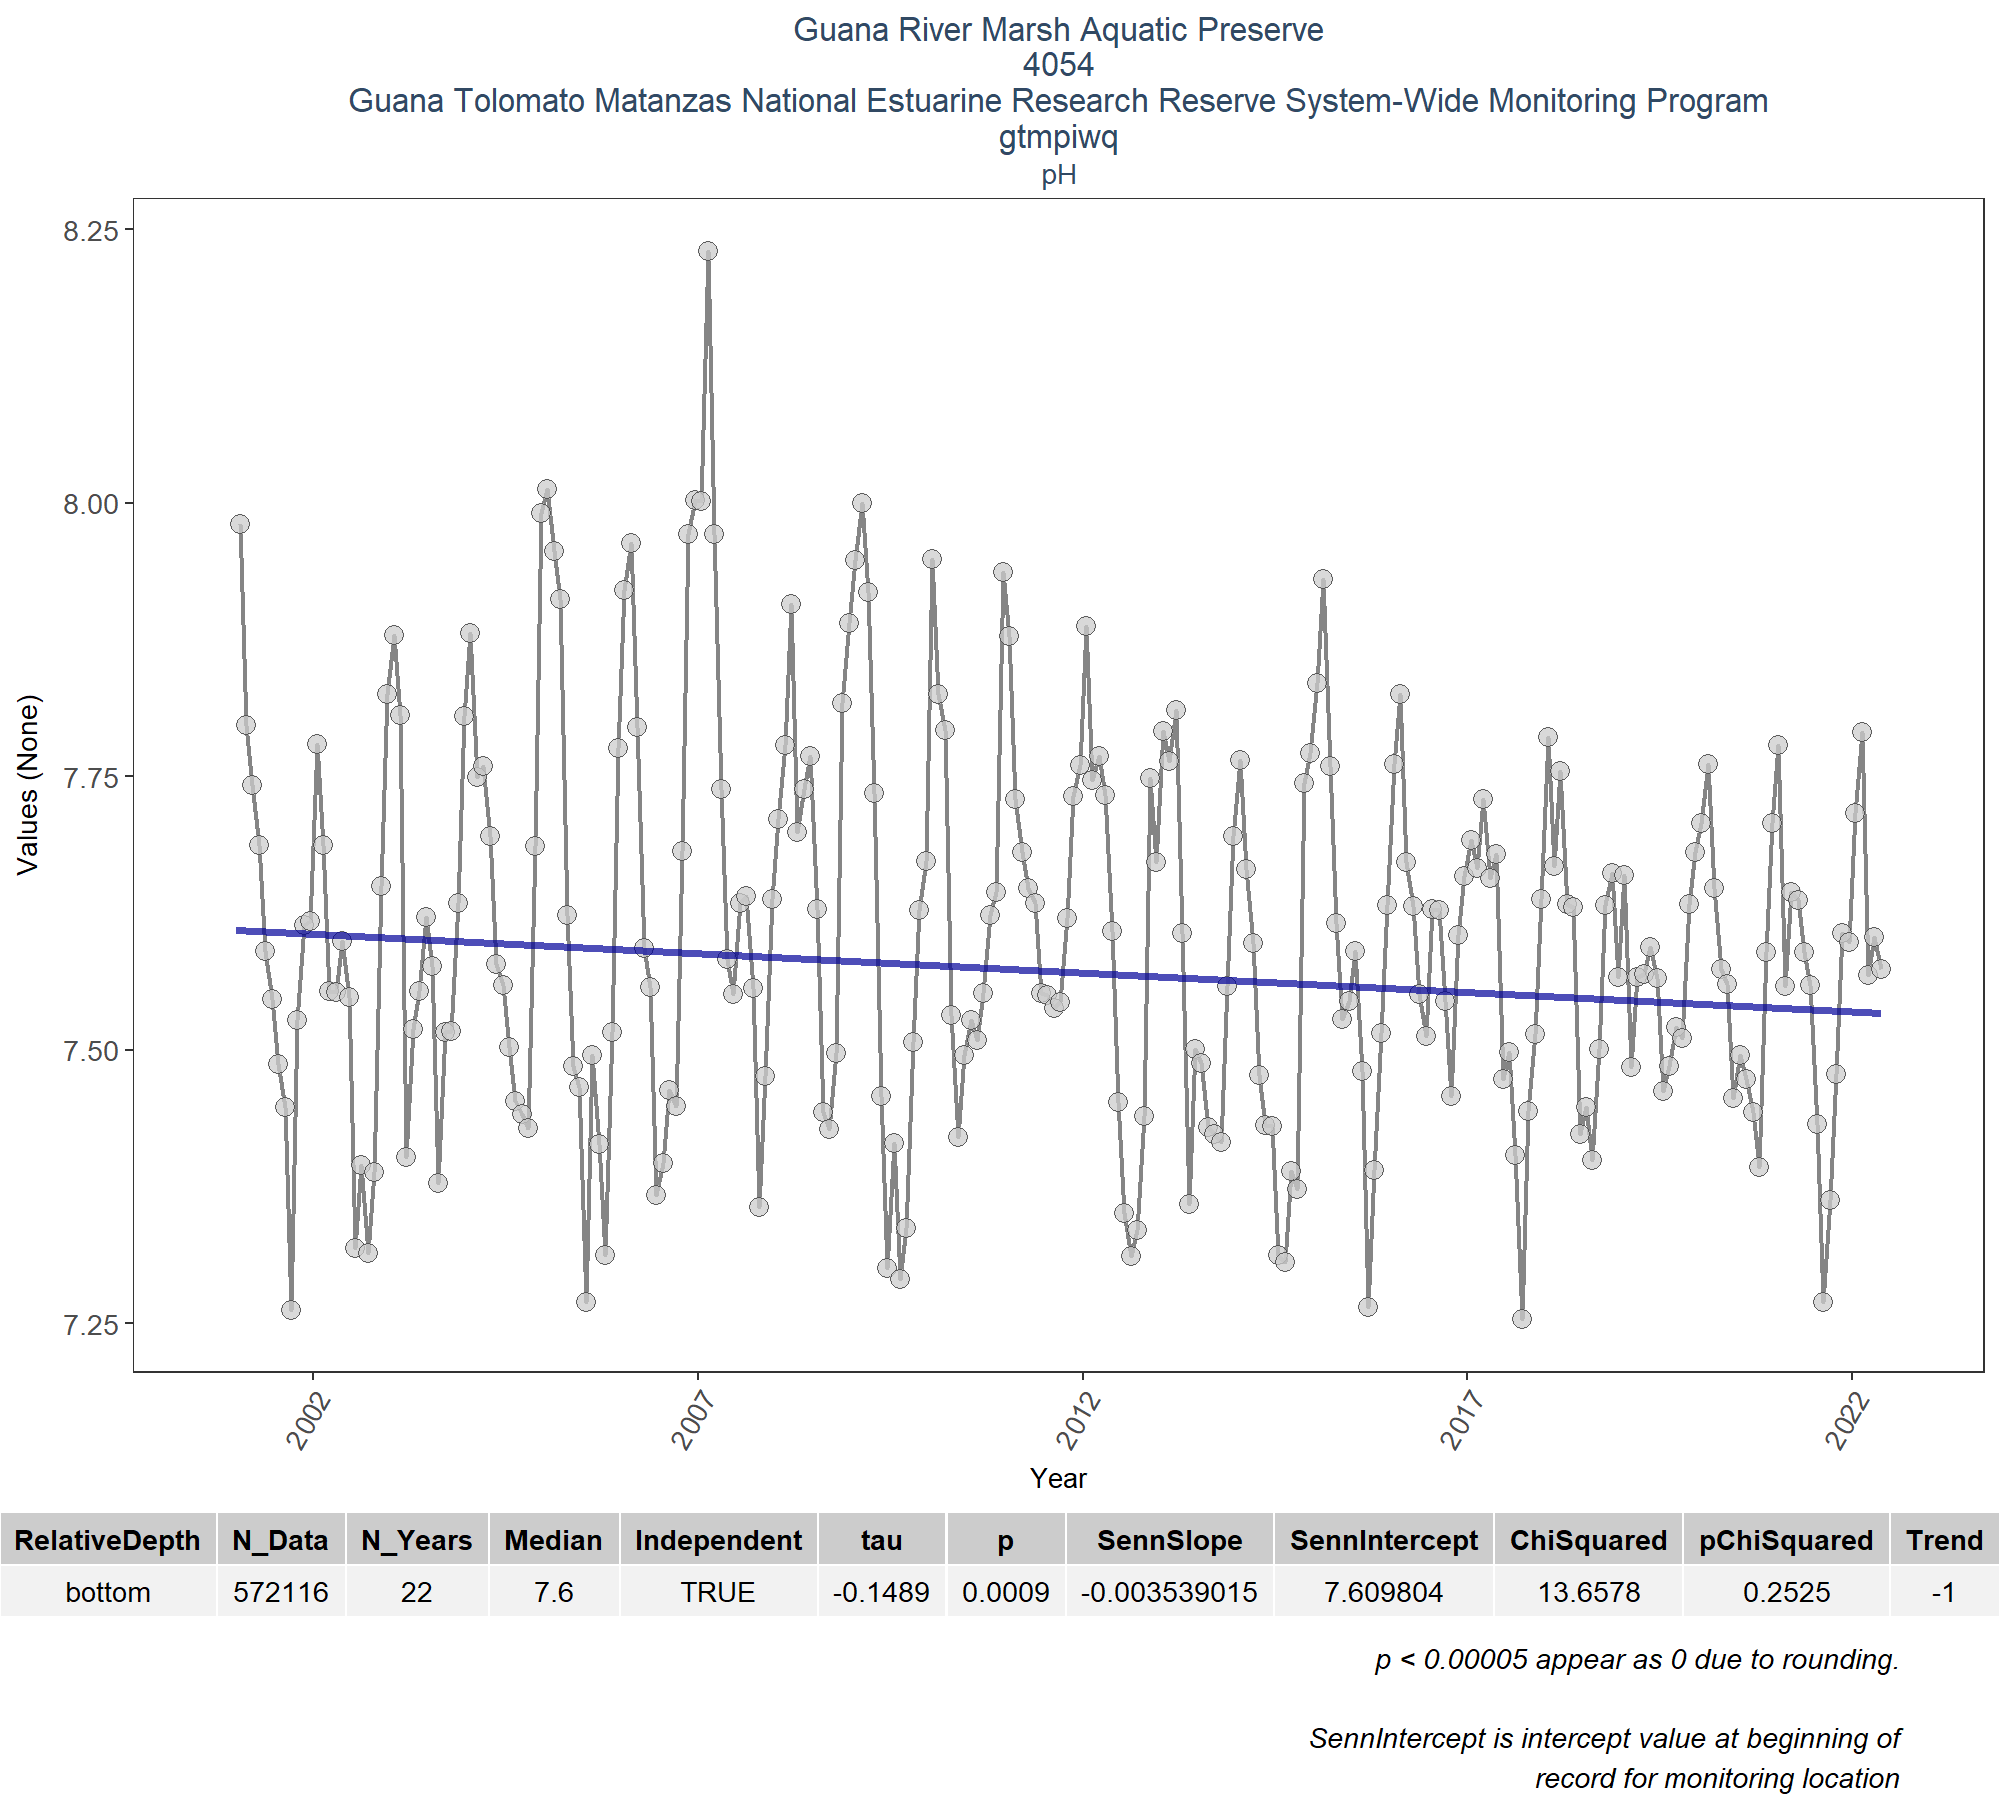 Guana River Marsh Aquatic Preserve
4054
Guana Tolomato Matanzas National Estuarine Research Reserve System-Wide Monitoring Program
gtmpiwq
pH
8.25
8.00
7.75
7.50
7.25
Values (None)
2002
2007
2012
2017
2022
Year
RelativeDepth N_Data N_Years Median Independent tau p SennSlope SennIntercept ChiSquared pChiSquared Trend
bottom 572116 22 7.6 TRUE -0.1489 0.0009 -0.003539015 7.609804 13.6578 0.2525 -1
p < 0.00005 appear as 0 due to rounding.
SennIntercept is intercept value at beginning of
record for monitoring location